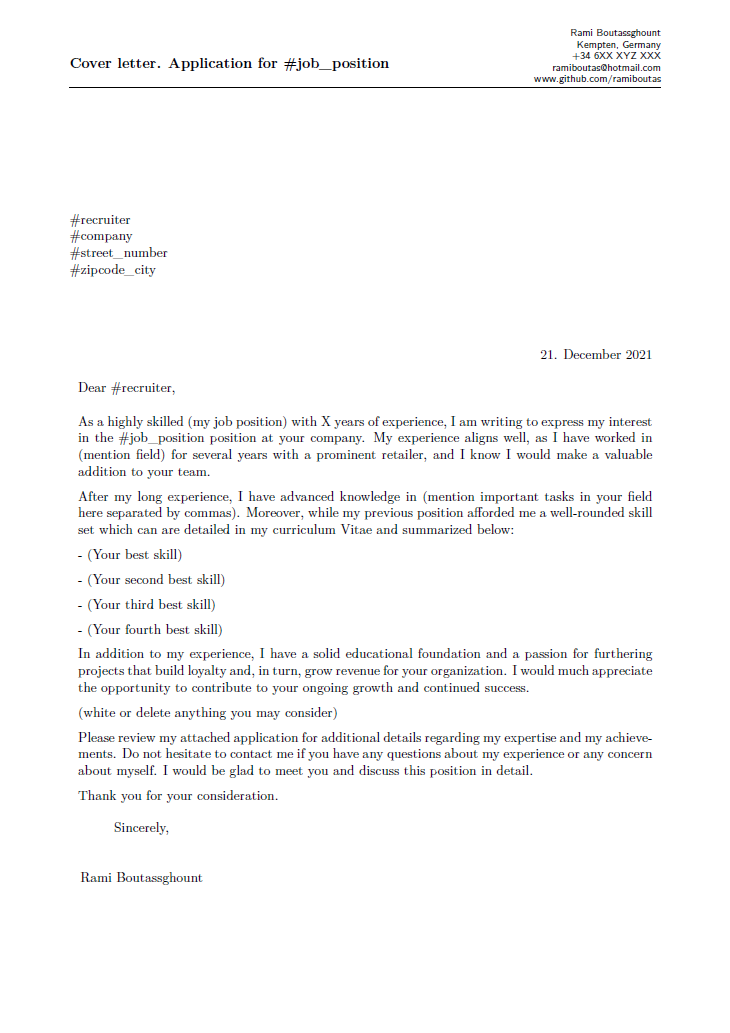 Rami Boutassghount
Kempten, Germany
+34 6XX XYZ XXX
ramiboutas@hotmail.com
www.github.com/ramiboutas
Cover letter. Application for #job_position
#recruiter
#company
#street_number
#zipcode_city
21. December 2021
Dear #recruiter,
As a highly skilled (my job position) with X years of experience, I am writing to express my interest
in the #job_position position at your company. My experience aligns well, as I have worked in
(mention field) for several years with a prominent retailer, and I know I would make a valuable
addition to your team.
After my long experience, I have advanced knowledge in (mention important tasks in your field
here separated by commas). Moreover, while my previous position afforded me a well-rounded skill
set which can are detailed in my curriculum Vitae and summarized below:
- (Your best skill)
- (Your second best skill)
- (Your third best skill)
- (Your fourth best skill)
In addition to my experience, I have a solid educational foundation and a passion for furthering
projects that build loyalty and, in turn, grow revenue for your organization. I would much appreciate
the opportunity to contribute to your ongoing growth and continued success.
(white or delete anything you may consider)
Please review my attached application for additional details regarding my expertise and my achieve-
ments. Do not hesitate to contact me if you have any questions about my experience or any concern
about myself. I would be glad to meet you and discuss this position in detail.
Thank you for your consideration.
Sincerely,
Rami Boutassghount